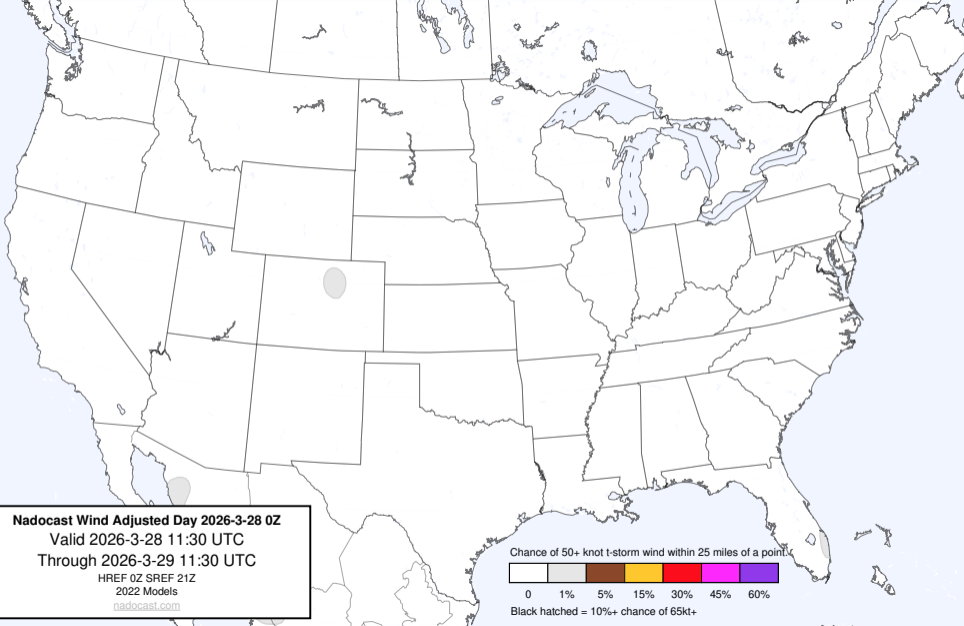 Nadocast Wind Adjusted Day 2026-3-28 0Z
Valid 2026-3-28 11:30 UTC
Through 2026-3-29 11:30 UTC
HREF 0Z SREF 21Z
2022 Models
nadocast.com
Chance of 50+ knot t-storm wind within 25 miles of a point.
0 1% 5% 15% 30% 45% 60%
Black hatched = 10%+ chance of 65kt+